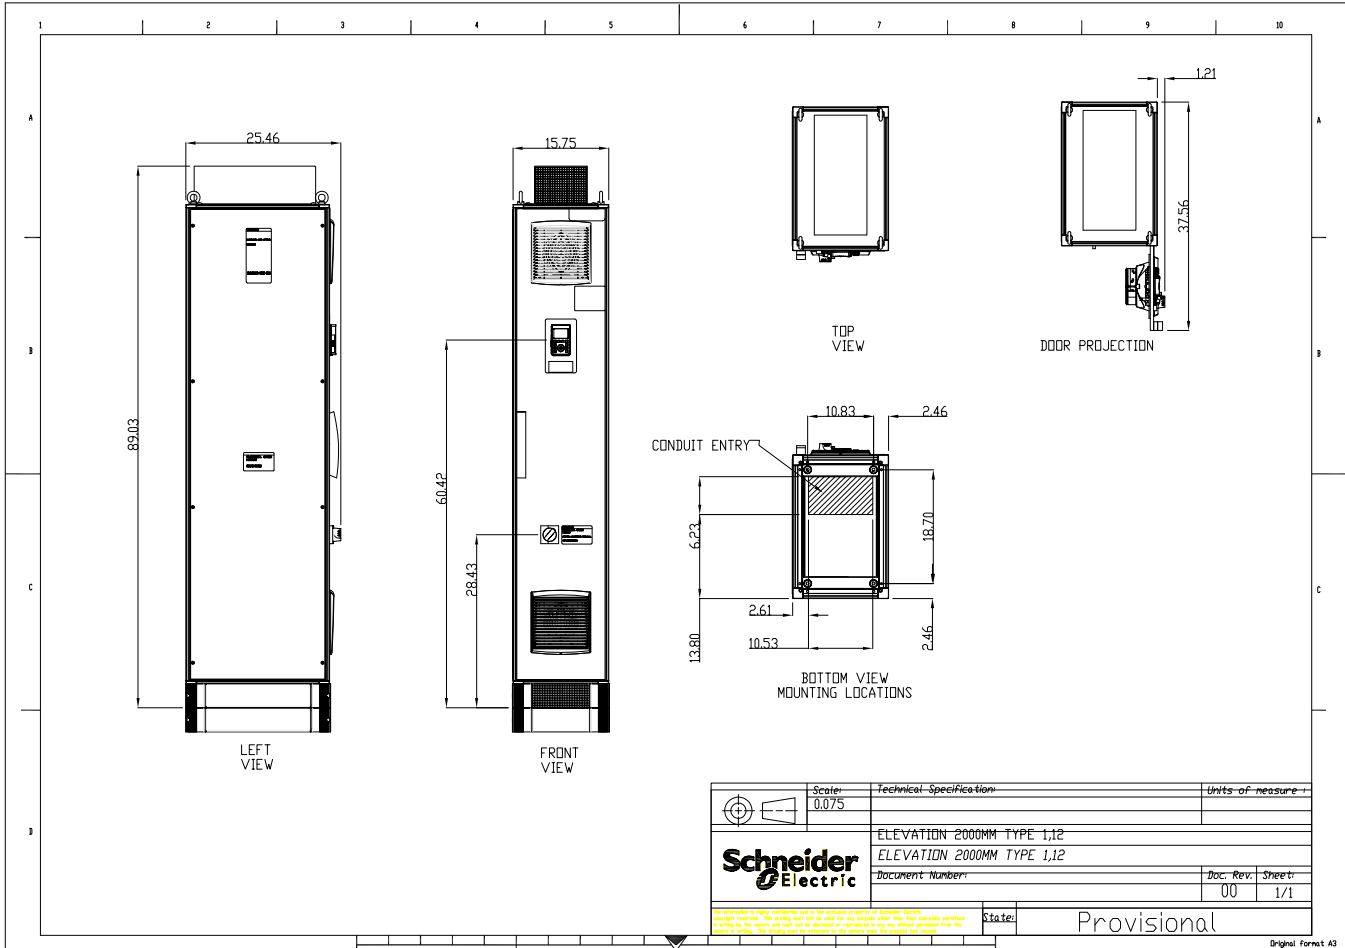 1 2 3 4 5 6 7 8 9 10
A
B
C
D
A
B
C
25.46
89.03
LEFT
VIEW
15.75
60.42
28.43
FRONT
VIEW
TOP
VIEW
1.21
37.56
DOOR PROJECTION
10.83
2.46
CONDUIT ENTRY
6.23
18.70
2.61
10.53
13.80
2.46
BOTTOM VIEW
MOUNTING LOCATIONS
Scale:
0.075
Technical Specification:
Units of measure :
ELEVATION 2000MM TYPE 1,12
ELEVATION 2000MM TYPE 1,12
Schneider
Electric
Document Number:
Doc. Rev.
00
Sheet:
1/1
State:
Provisional
Original format A3